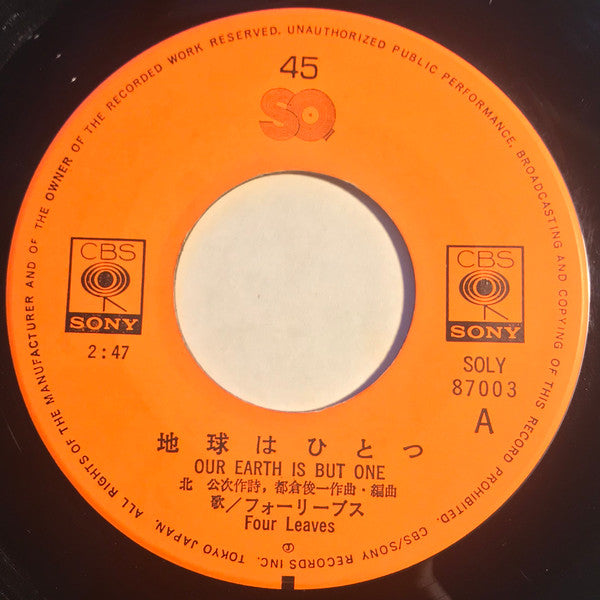 ALL RIGHTS OF THE MANUFACTURER AND OF THE OWNER OF THE RECORDED WORK RESERVED. UNAUTHORIZED PUBLIC PERFORMANCE, BROADCASTING AND COPYING OF THIS RECORD PROHIBITED. CBS/SONY RECORDS INC. TOKYO JAPAN.
45
SO
CBS
SONY
2:47
CBS
SONY
SOLY
87003
A
地球はひとつ
OUR EARTH IS BUT ONE
北 公次作詩,都倉俊一作曲・編曲
歌/フォーリーブス
Four Leaves